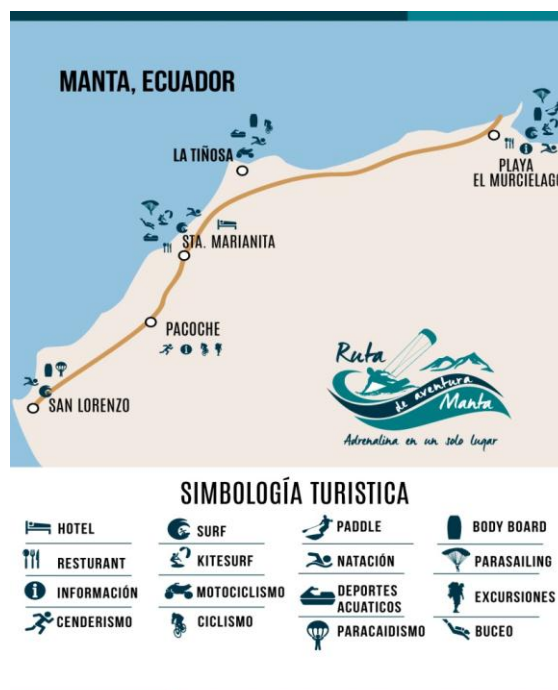 MANTA, ECUADOR
LA TIÑOSA
PLAYA
EL MURCIELAGO
STA. MARIANITA
PACOCHE
SAN LORENZO
Ruta
de aventura
Manta
Adrenalina en un solo lugar
SIMBOLOGÍA TURISTICA
HOTEL
SURF
PADDLE
BODY BOARD
RESTURANT
KITESURF
NATACIÓN
PARASAILING
INFORMACIÓN
MOTOCICLISMO
DEPORTES
ACUATICOS
EXCURSIONES
CENDERISMO
CICLISMO
PARACAIDISMO
BUCEO